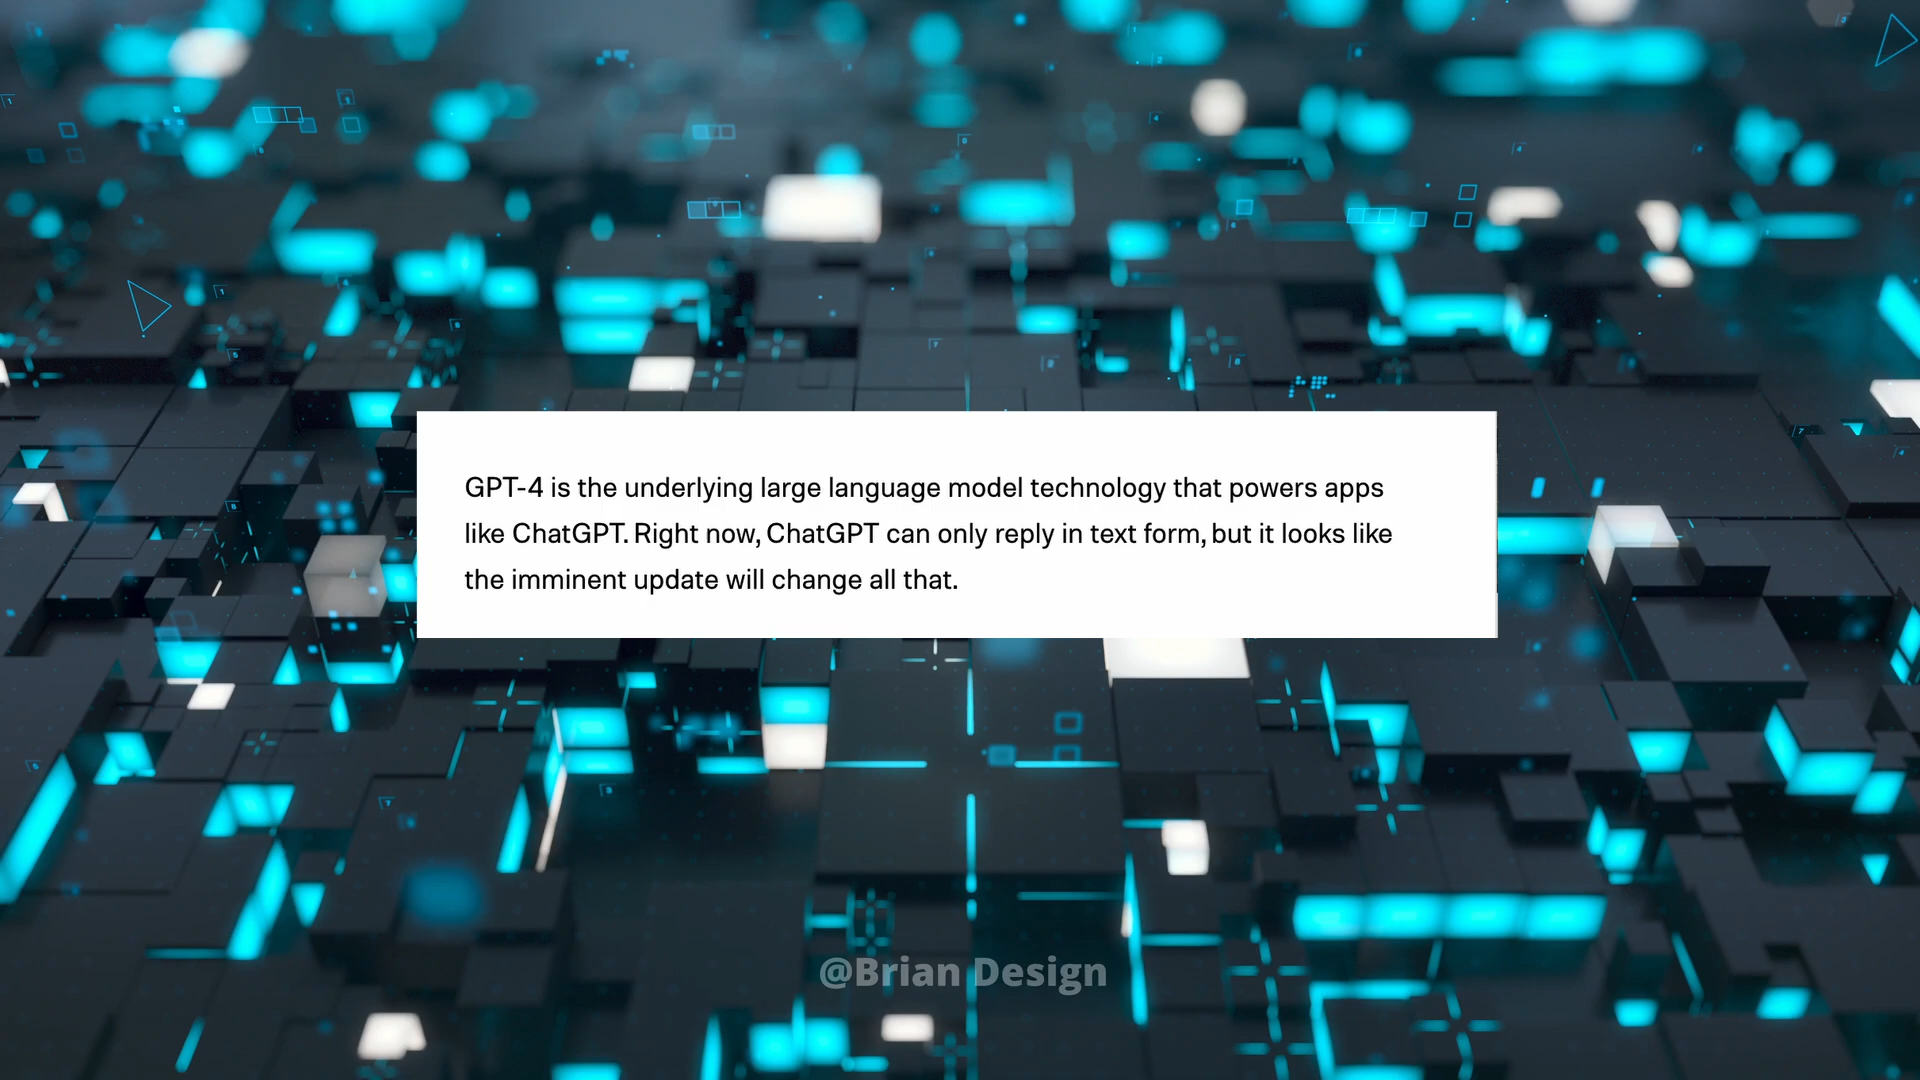 GPT-4 is the underlying large language model technology that powers apps
like ChatGPT. Right now, ChatGPT can only reply in text form, but it looks like
the imminent update will change all that.
@Brian Design